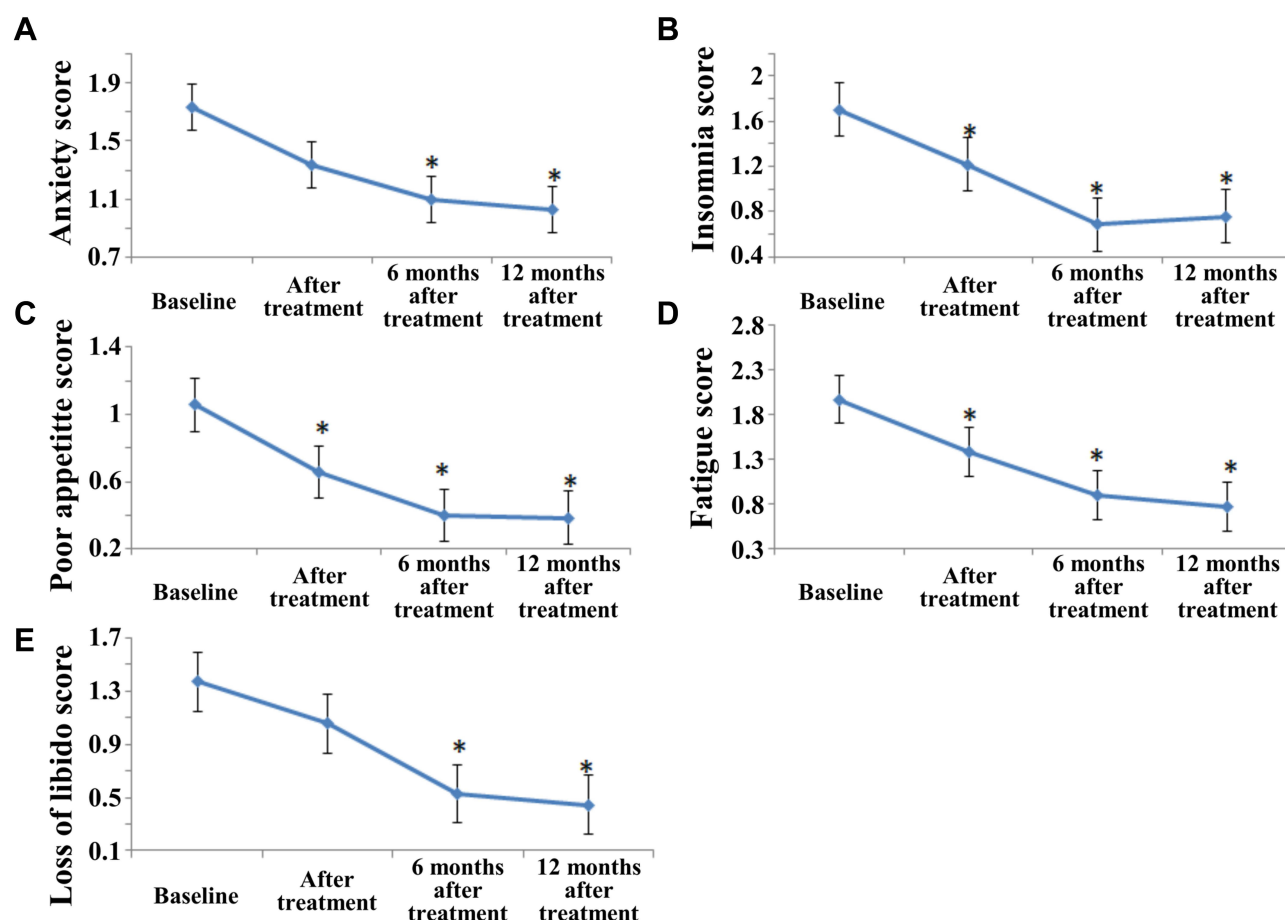 A
Anxiety score
1.9
1.5
1.1
0.7
*
*
Baseline
After
treatment
6 months
after
treatment
12 months
after
treatment
B
Insomnia score
2
1.6
1.2
0.8
0.4
*
*
*
Baseline
After
treatment
6 months
after
treatment
12 months
after
treatment
C
Poor appetitte score
1.4
1
0.6
0.2
*
*
*
Baseline
After
treatment
6 months
after
treatment
12 months
after
treatment
D
Fatigue score
2.8
2.3
1.8
1.3
0.8
0.3
*
*
*
Baseline
After
treatment
6 months
after
treatment
12 months
after
treatment
E
Loss of libido score
1.7
1.3
0.9
0.5
0.1
*
*
Baseline
After
treatment
6 months
after
treatment
12 months
after
treatment